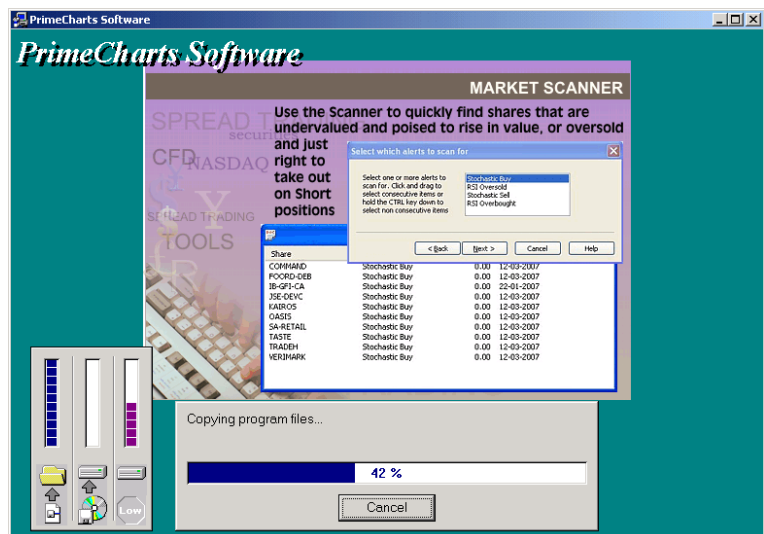 PrimeCharts Software
PrimeCharts Software
MARKET SCANNER
Use the Scanner to quickly find shares that are
undervalued and poised to rise in value, or oversold
and just
right to
take out
on Short
positions
SPREAD
securi
CFD
NASDAQ
SPREAD TRADING
TOOLS
Select which alerts to scan for
Select one or more alerts to
scan for. Click and drag to
select consecutive items or
hold the CTRL key down to
select non consecutive items
Stochastic Buy
RSI Oversold
Stochastic Sell
RSI Overbought
< Back Next > Cancel Help
Share
COMMAND Stochastic Buy 0.00 12-03-2007
FOORD-DEB Stochastic Buy 0.00 12-03-2007
IB-GFI-CA Stochastic Buy 0.00 22-01-2007
JSE-DEVC Stochastic Buy 0.00 12-03-2007
KAIROS Stochastic Buy 0.00 12-03-2007
OASIS Stochastic Buy 0.00 12-03-2007
SA-RETAIL Stochastic Buy 0.00 12-03-2007
TASTE Stochastic Buy 0.00 12-03-2007
TRADEH Stochastic Buy 0.00 12-03-2007
VERIMARK Stochastic Buy 0.00 12-03-2007
Copying program files...
42 %
Cancel
Low